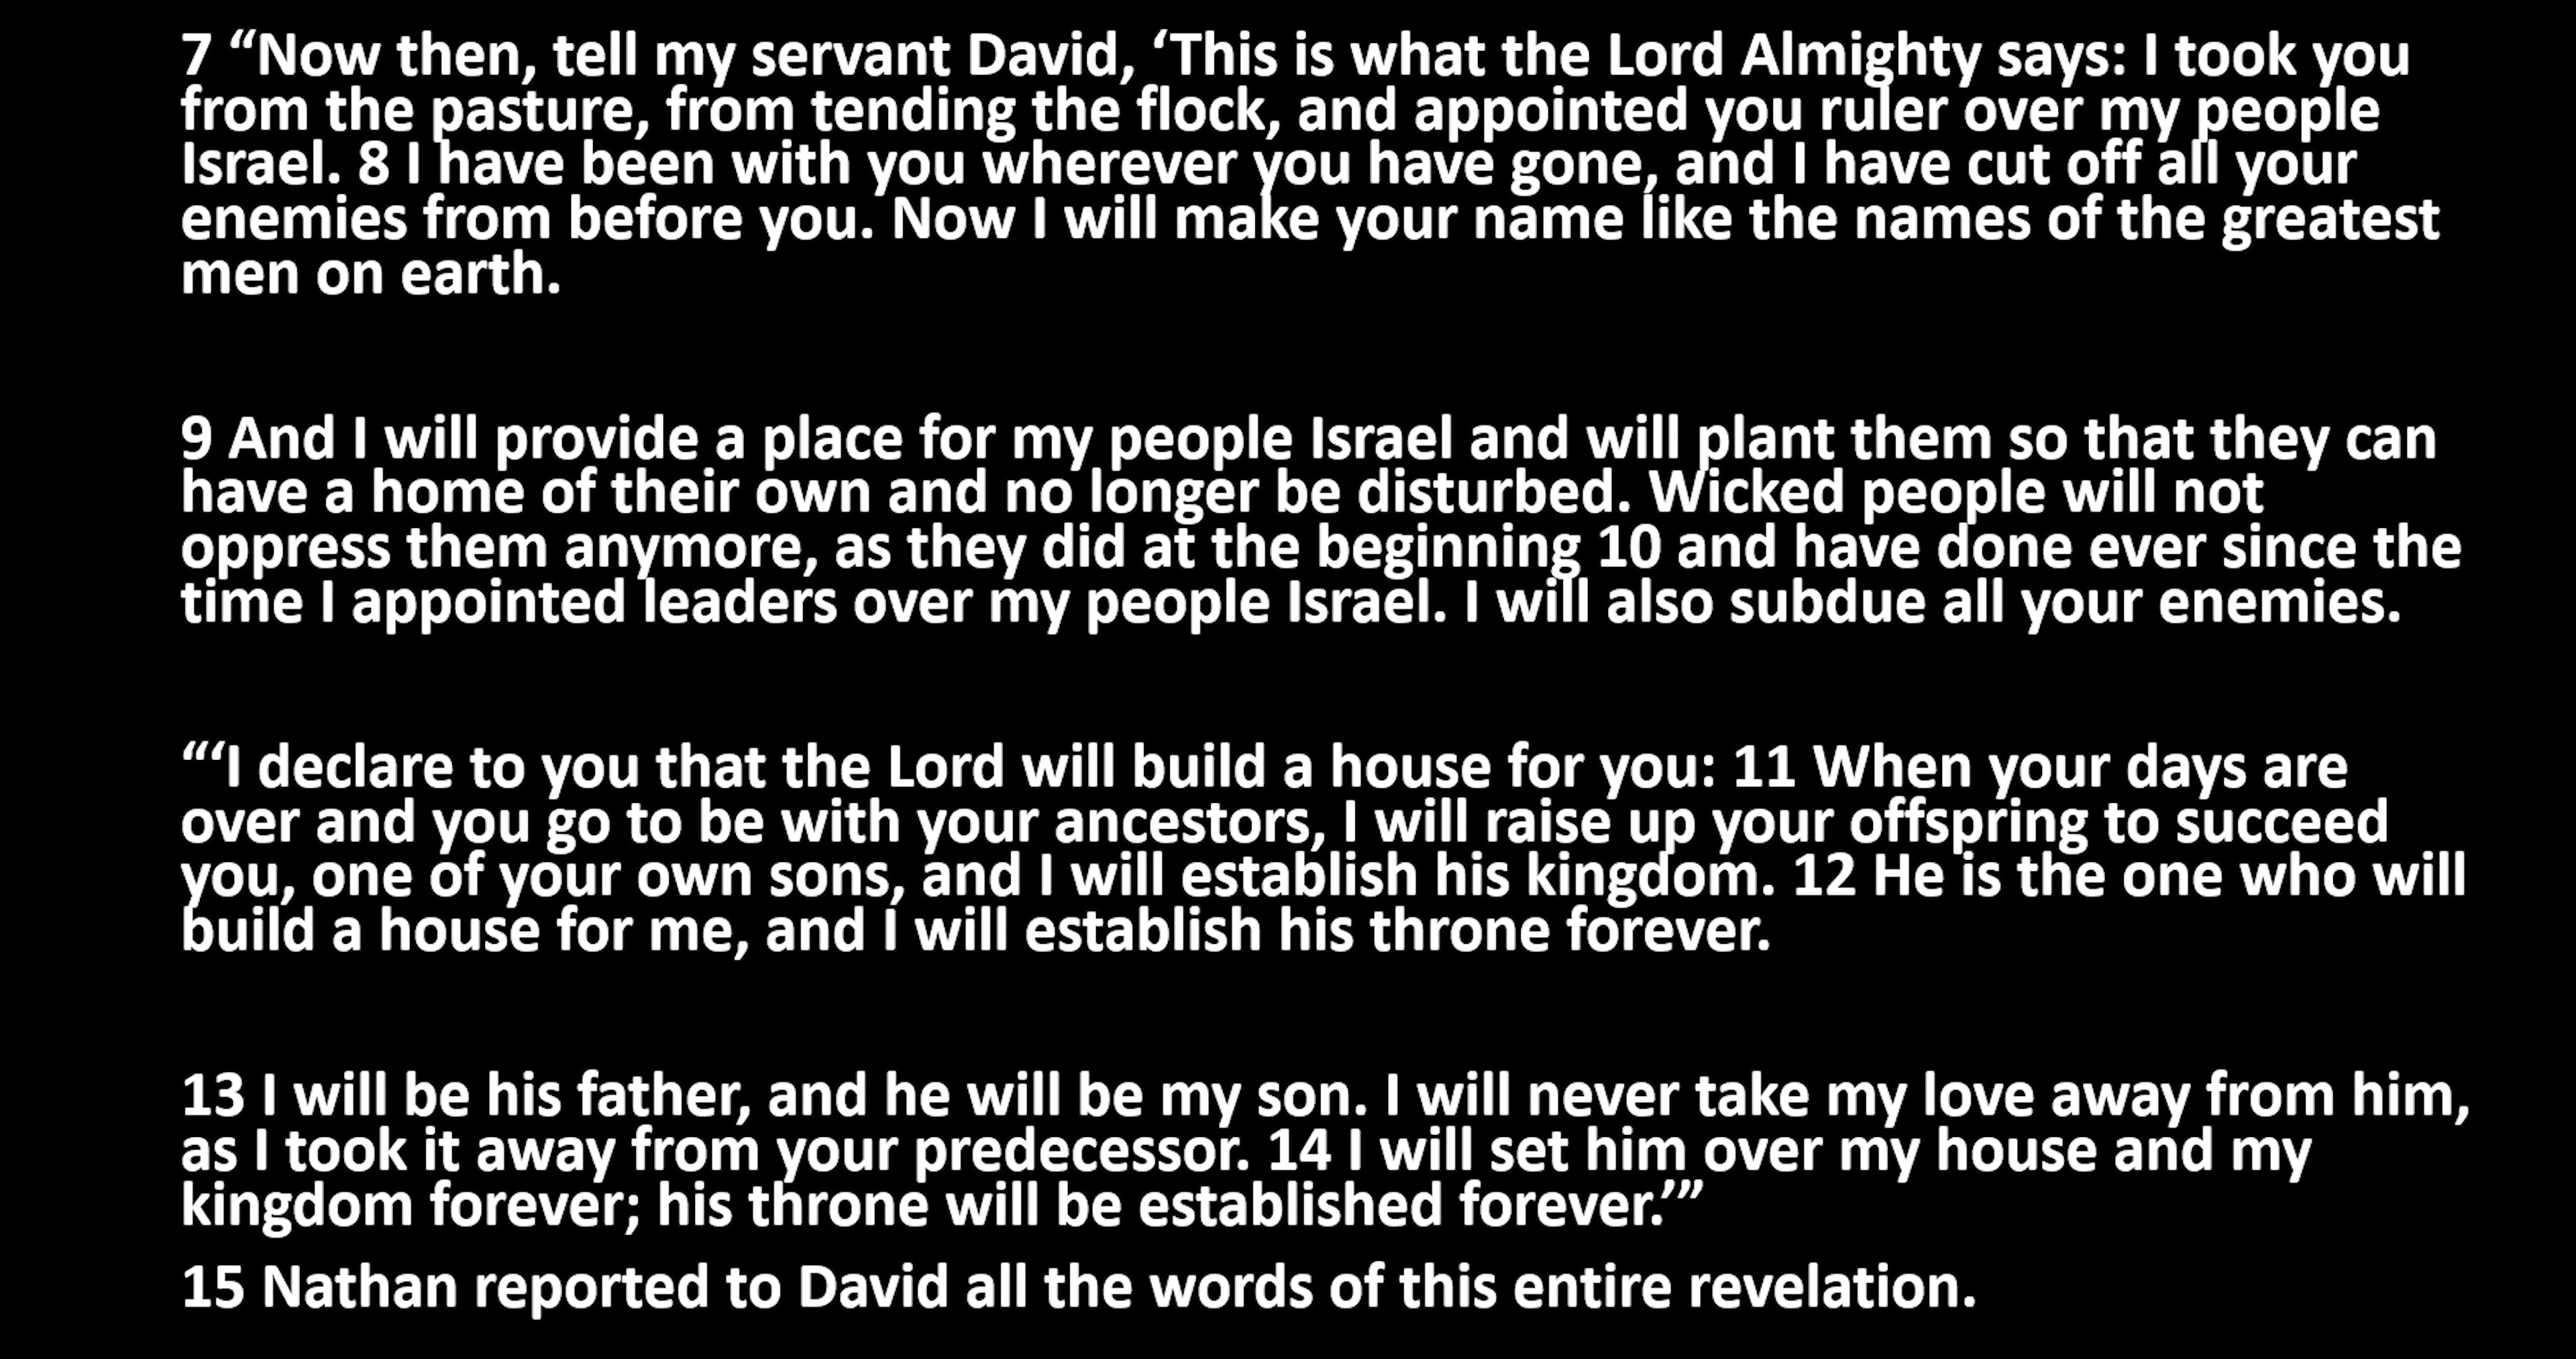 7 “Now then, tell my servant David, ‘This is what the Lord Almighty says: I took you
from the pasture, from tending the flock, and appointed you ruler over my people
Israel. 8 I have been with you wherever you have gone, and I have cut off all your
enemies from before you. Now I will make your name like the names of the greatest
men on earth.
9 And I will provide a place for my people Israel and will plant them so that they can
have a home of their own and no longer be disturbed. Wicked people will not
oppress them anymore, as they did at the beginning 10 and have done ever since the
time I appointed leaders over my people Israel. I will also subdue all your enemies.
“‘I declare to you that the Lord will build a house for you: 11 When your days are
over and you go to be with your ancestors, I will raise up your offspring to succeed
you, one of your own sons, and I will establish his kingdom. 12 He is the one who will
build a house for me, and I will establish his throne forever.
13 I will be his father, and he will be my son. I will never take my love away from him,
as I took it away from your predecessor. 14 I will set him over my house and my
kingdom forever; his throne will be established forever.’”
15 Nathan reported to David all the words of this entire revelation.